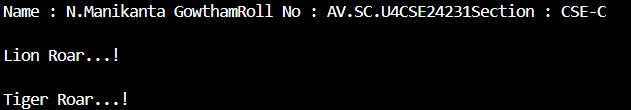 Name : N.Manikanta GowthamRoll No : AV.SC.U4CSE24231Section : CSE-C
Lion Roar...!
Tiger Roar...!